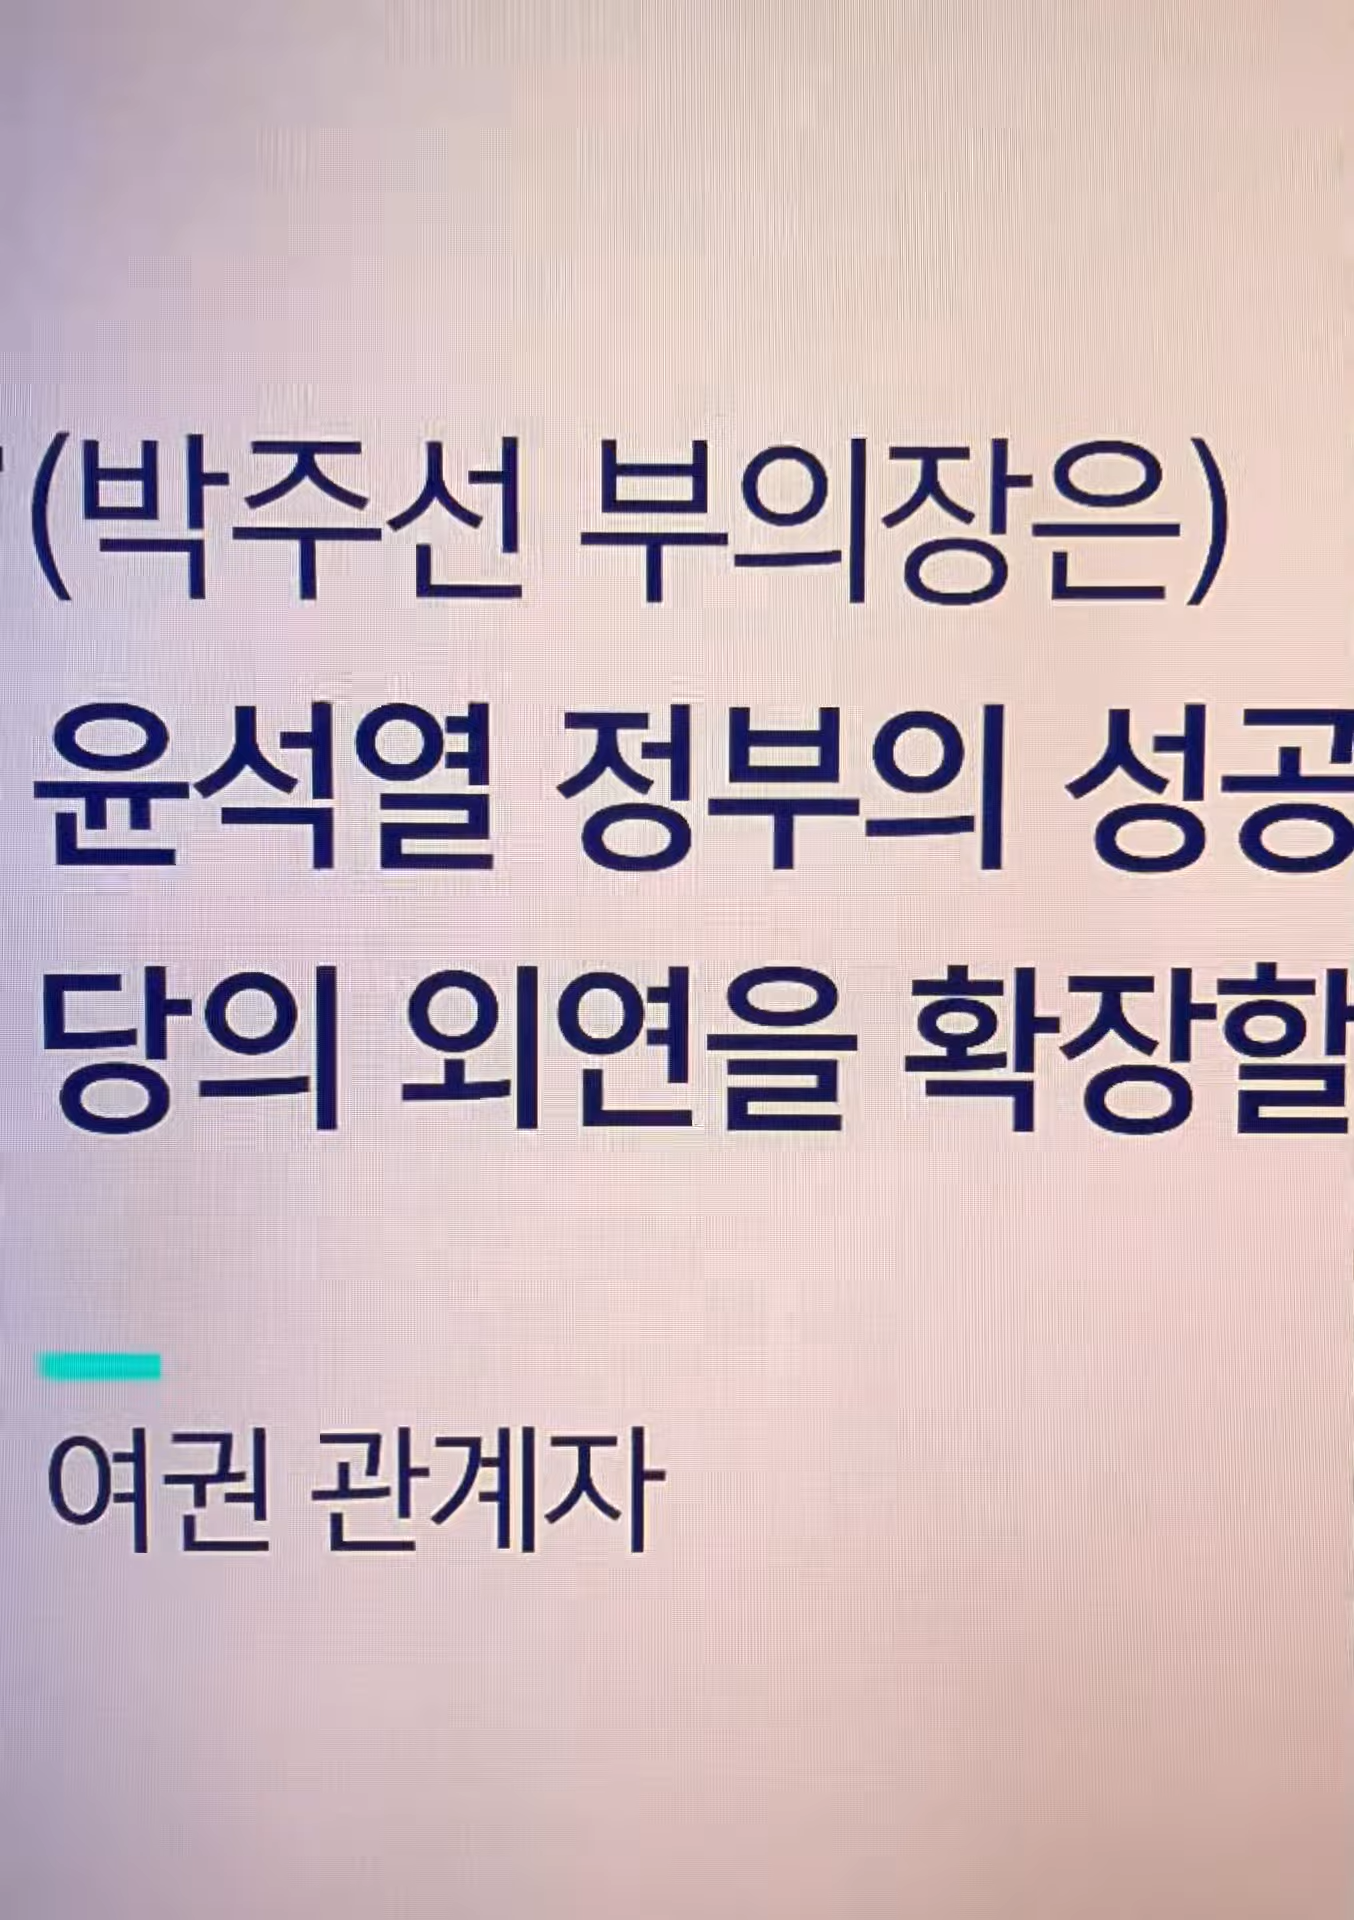 (박주선 부의장은)
윤석열 정부의 성공
당의 외연을 확장할
여권 관계자